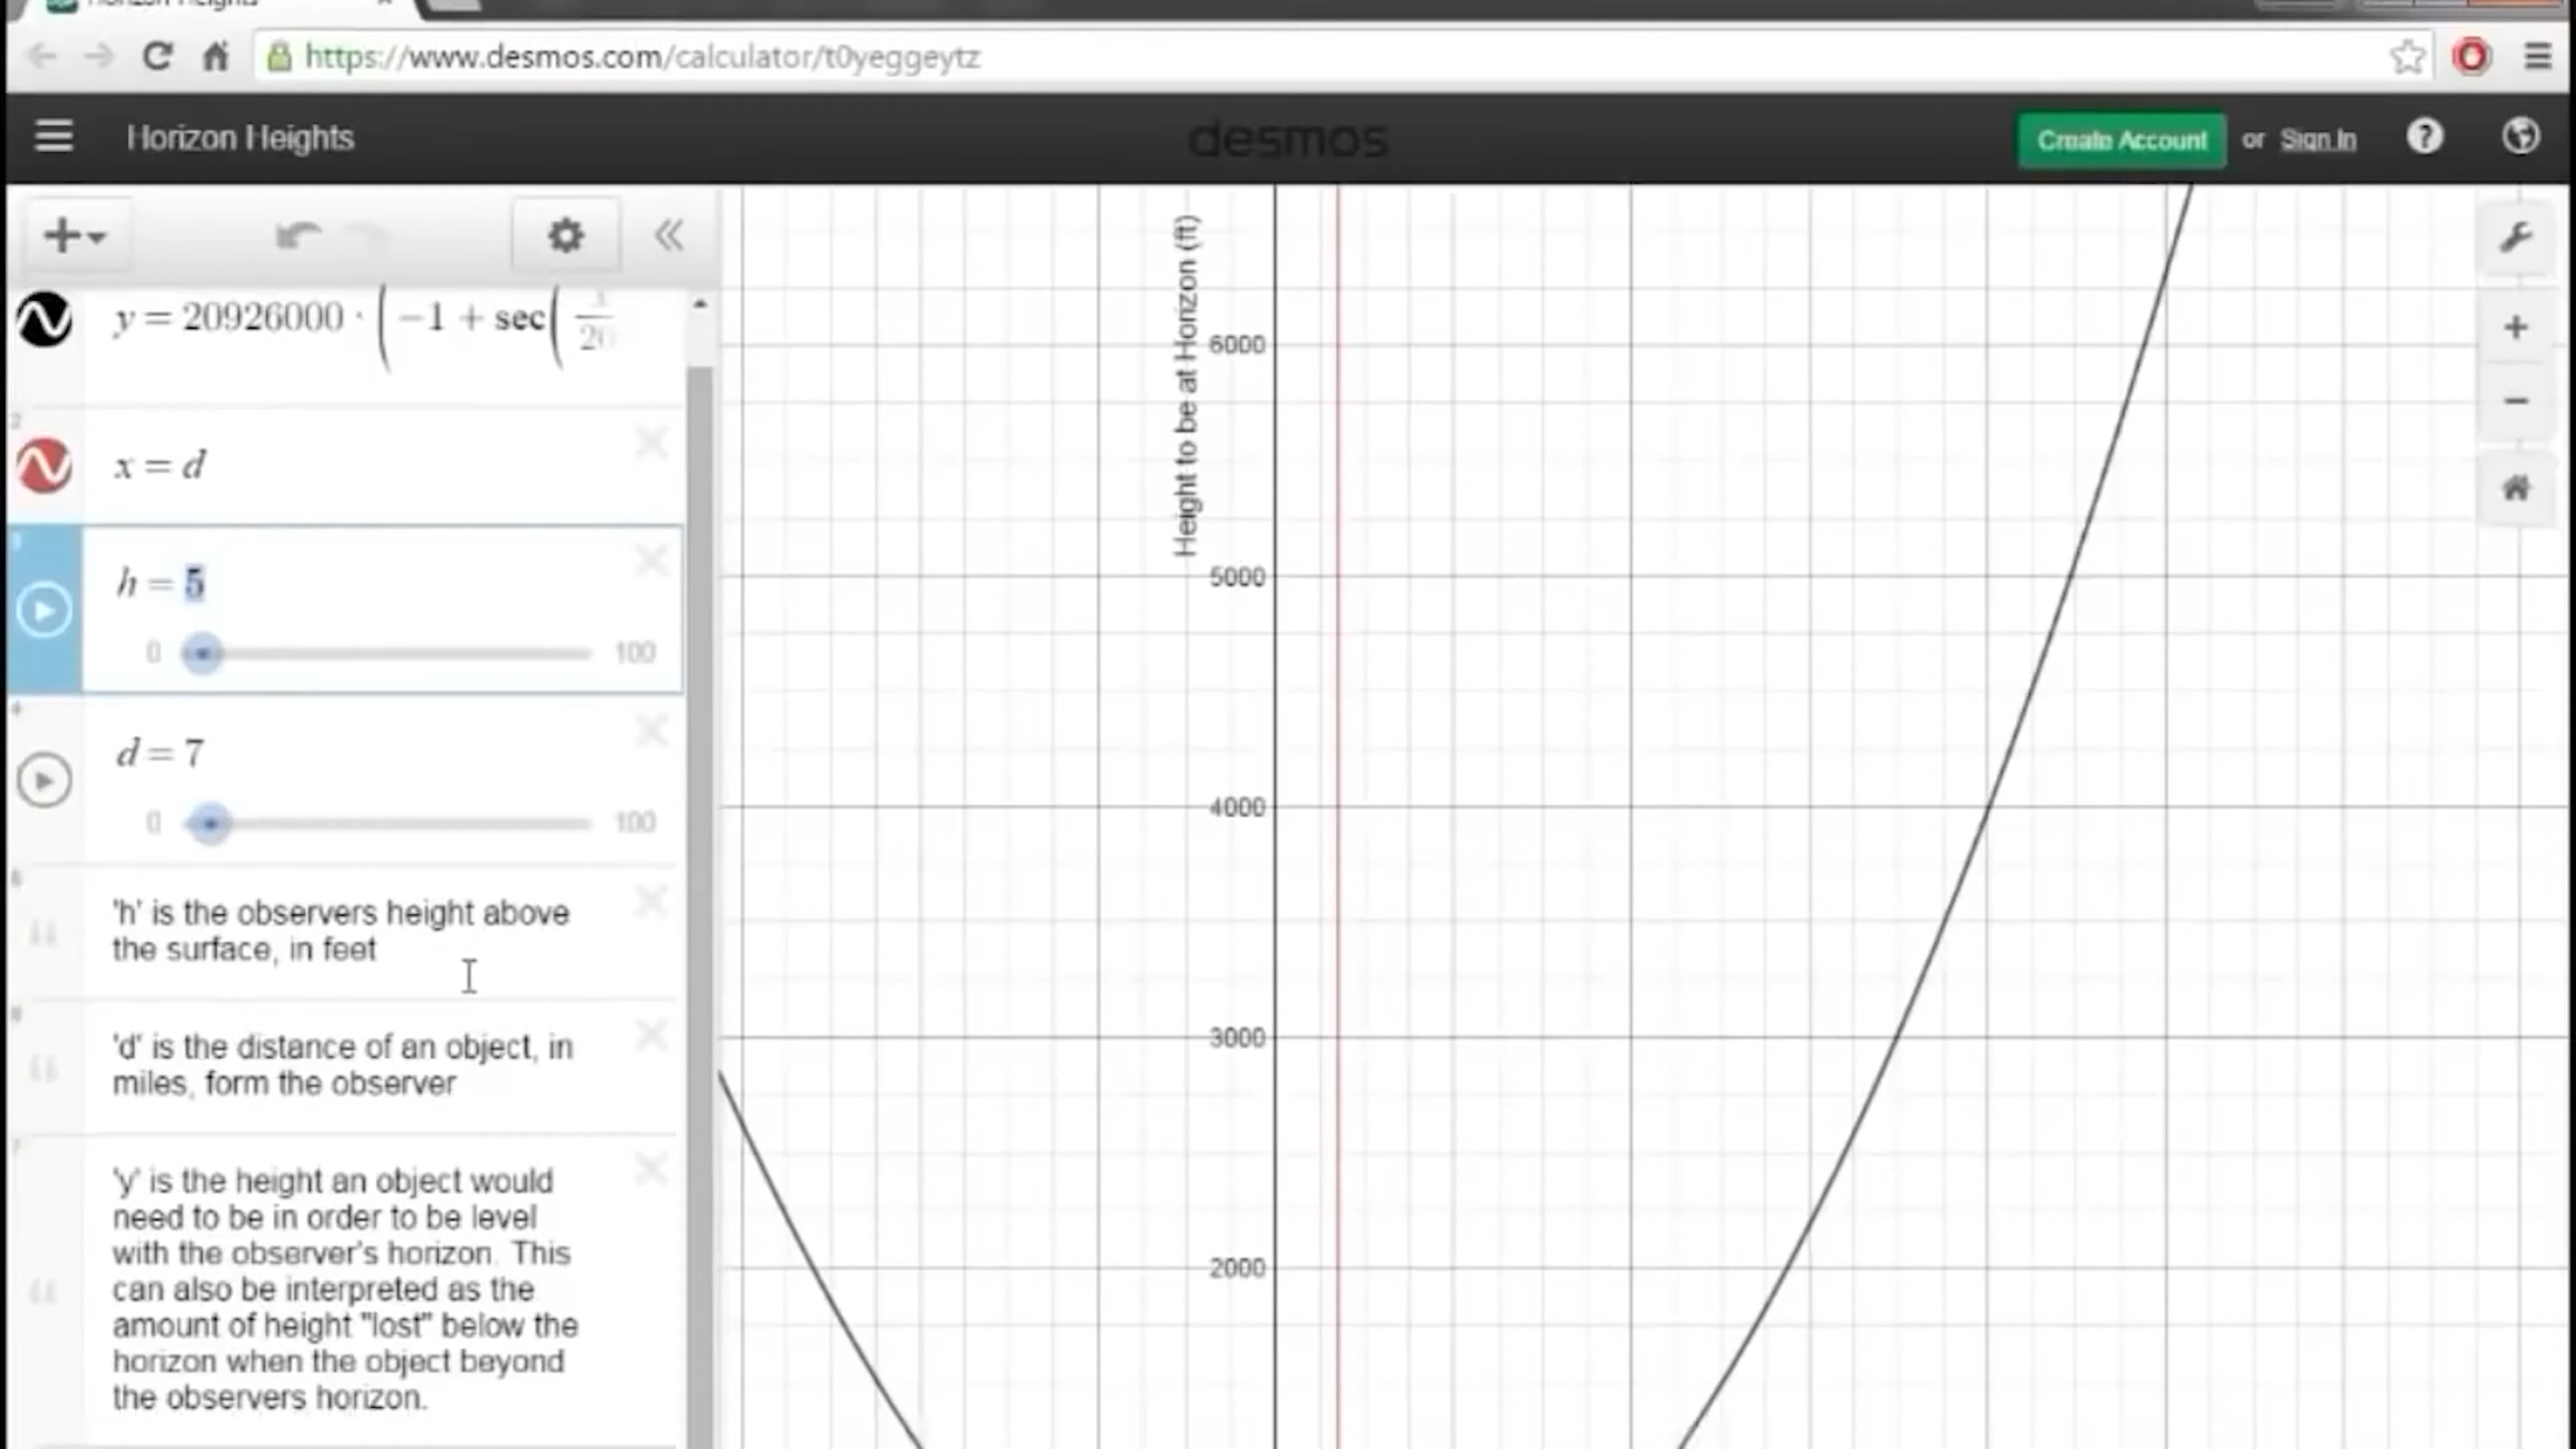 https://www.desmos.com/calculator/t0yeggeytz
Horizon Heights
desmos
Create Account or Sign In
y = 20926000 · ( −1 + sec(
x = d
h = 5
0 100
d = 7
0 100
'h' is the observers height above
the surface, in feet
'd' is the distance of an object, in
miles, form the observer
'y' is the height an object would
need to be in order to be level
with the observer's horizon. This
can also be interpreted as the
amount of height "lost" below the
horizon when the object beyond
the observers horizon.
Height to be at Horizon (ft)
6000
5000
4000
3000
2000